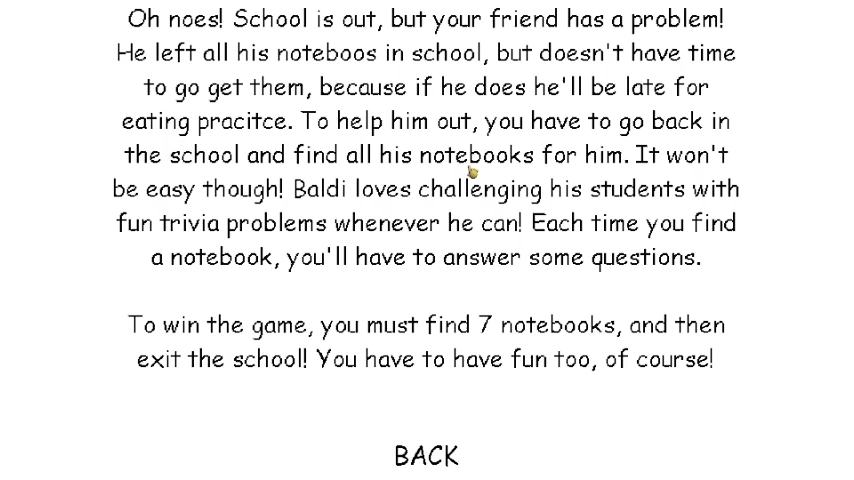 Oh noes! School is out, but your friend has a problem!
He left all his noteboos in school, but doesn't have time
to go get them, because if he does he'll be late for
eating pracitce. To help him out, you have to go back in
the school and find all his notebooks for him. It won't
be easy though! Baldi loves challenging his students with
fun trivia problems whenever he can! Each time you find
a notebook, you'll have to answer some questions.
To win the game, you must find 7 notebooks, and then
exit the school! You have to have fun too, of course!
BACK